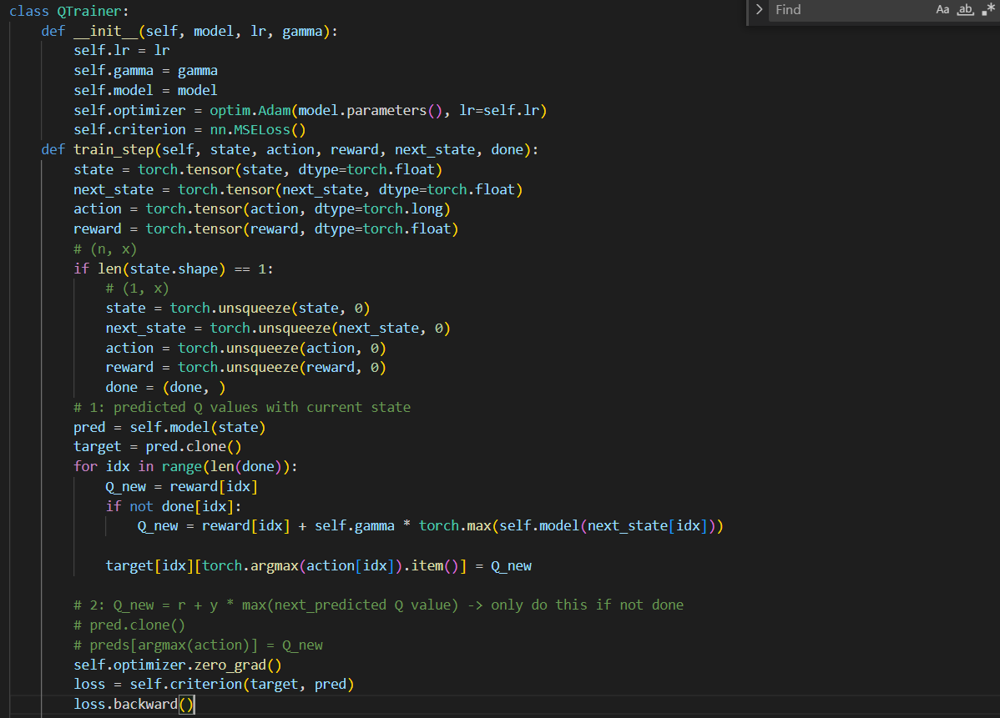 class QTrainer:
Find Aa ab .*
    def __init__(self, model, lr, gamma):
        self.lr = lr
        self.gamma = gamma
        self.model = model
        self.optimizer = optim.Adam(model.parameters(), lr=self.lr)
        self.criterion = nn.MSELoss()
    def train_step(self, state, action, reward, next_state, done):
        state = torch.tensor(state, dtype=torch.float)
        next_state = torch.tensor(next_state, dtype=torch.float)
        action = torch.tensor(action, dtype=torch.long)
        reward = torch.tensor(reward, dtype=torch.float)
        # (n, x)
        if len(state.shape) == 1:
            # (1, x)
            state = torch.unsqueeze(state, 0)
            next_state = torch.unsqueeze(next_state, 0)
            action = torch.unsqueeze(action, 0)
            reward = torch.unsqueeze(reward, 0)
            done = (done, )
        # 1: predicted Q values with current state
        pred = self.model(state)
        target = pred.clone()
        for idx in range(len(done)):
            Q_new = reward[idx]
            if not done[idx]:
                Q_new = reward[idx] + self.gamma * torch.max(self.model(next_state[idx]))

            target[idx][torch.argmax(action[idx]).item()] = Q_new

        # 2: Q_new = r + y * max(next_predicted Q value) -> only do this if not done
        # pred.clone()
        # preds[argmax(action)] = Q_new
        self.optimizer.zero_grad()
        loss = self.criterion(target, pred)
        loss.backward()